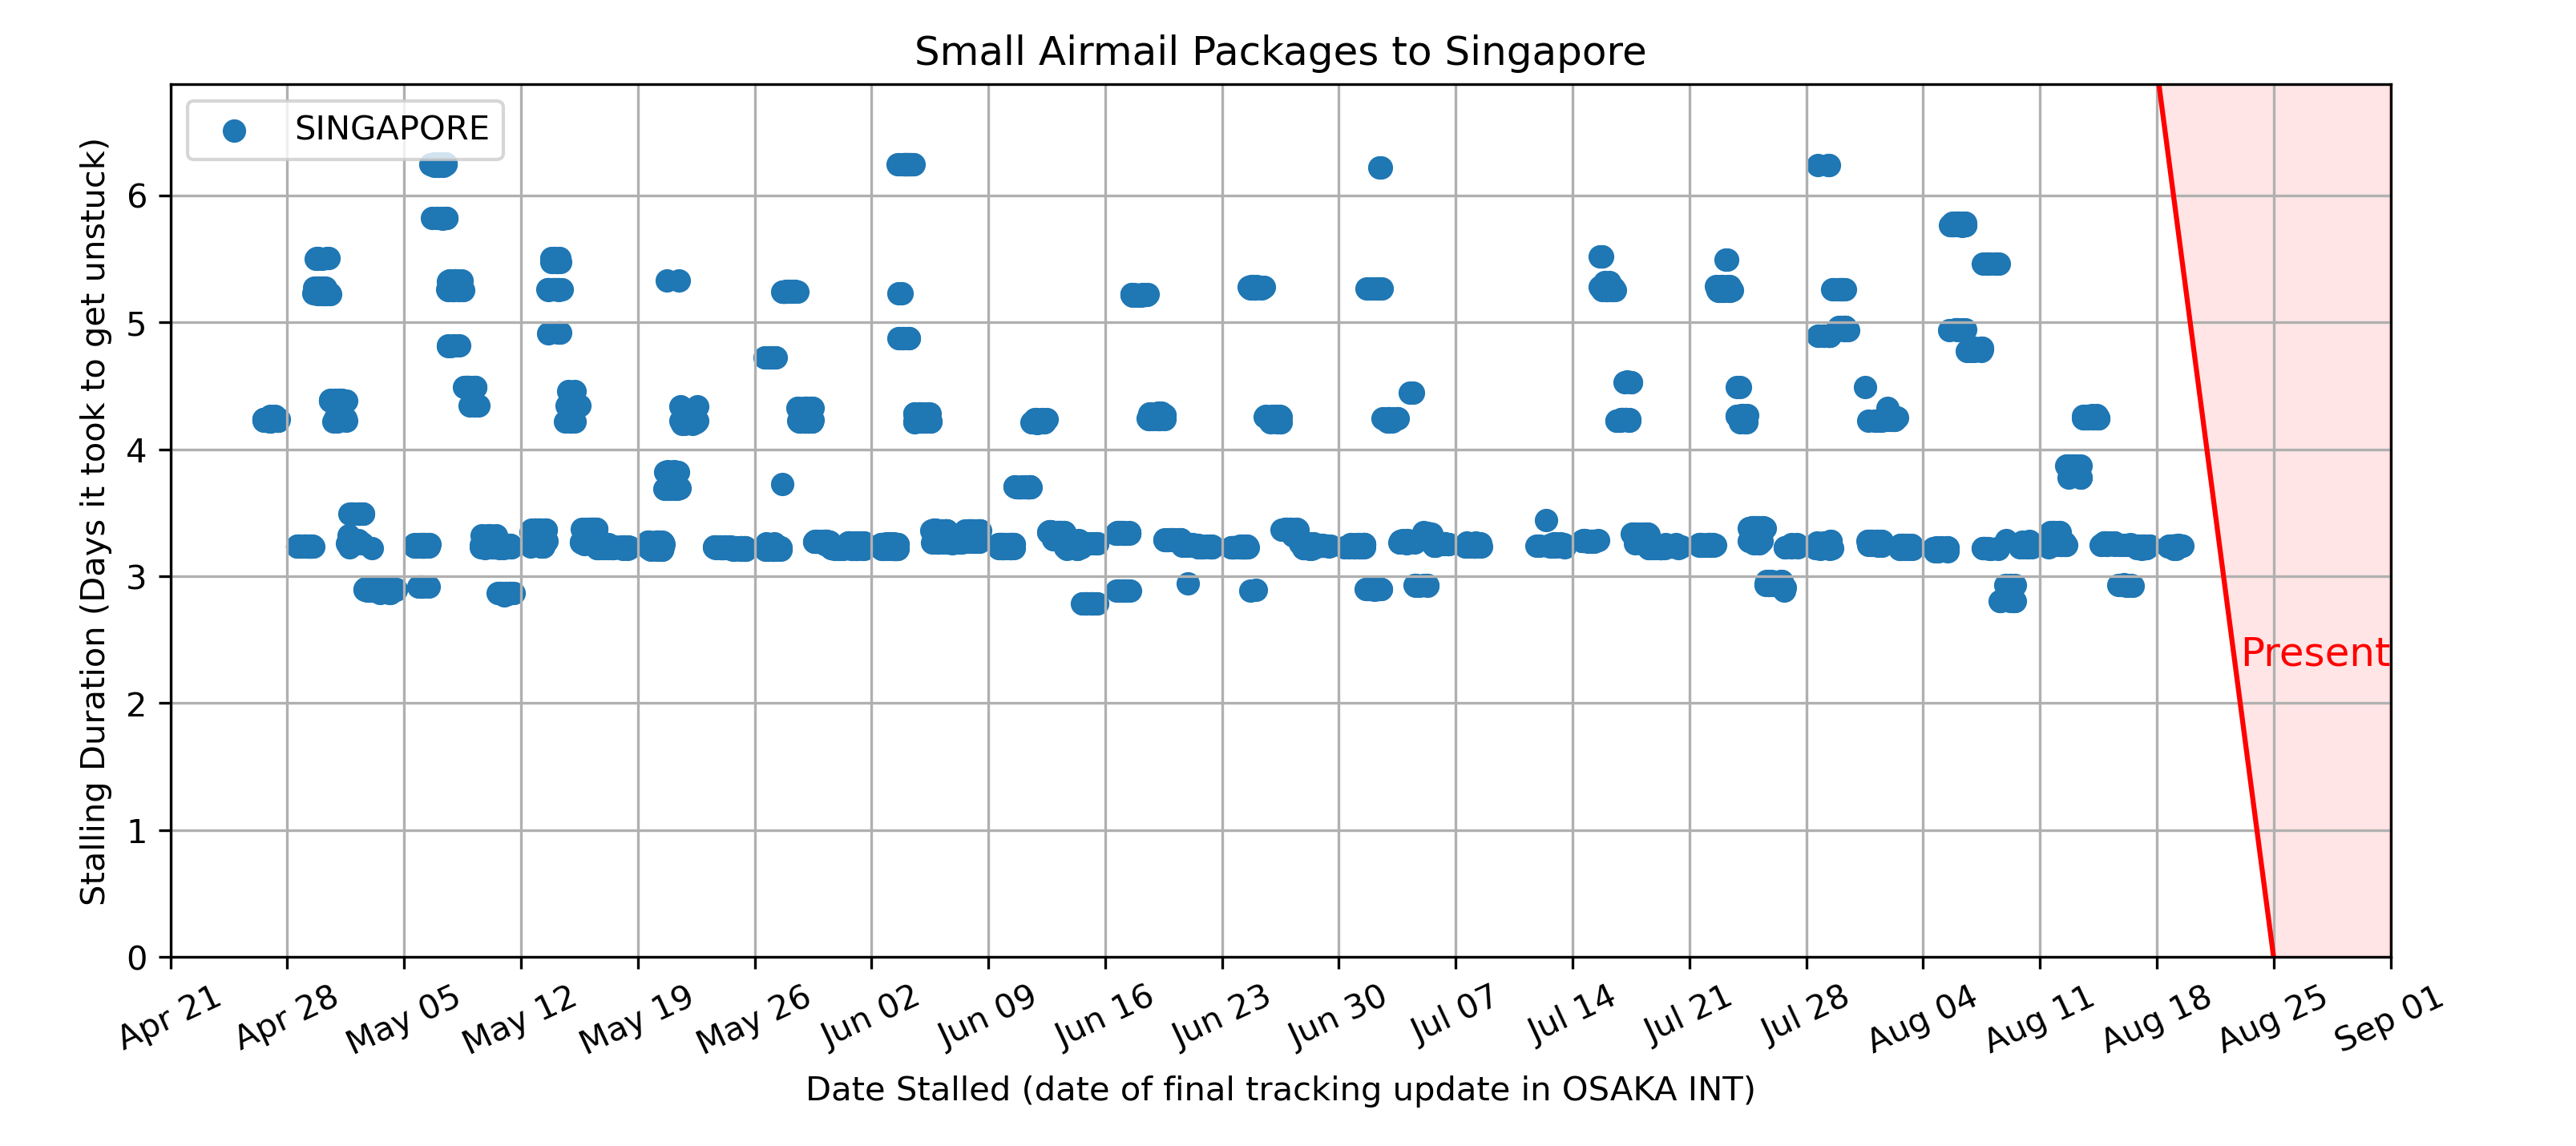 Small Airmail Packages to Singapore
SINGAPORE
Stalling Duration (Days it took to get unstuck)
6
5
4
3
2
1
0
Present
Apr 21
Apr 28
May 05
May 12
May 19
May 26
Jun 02
Jun 09
Jun 16
Jun 23
Jun 30
Jul 07
Jul 14
Jul 21
Jul 28
Aug 04
Aug 11
Aug 18
Aug 25
Sep 01
Date Stalled (date of final tracking update in OSAKA INT)